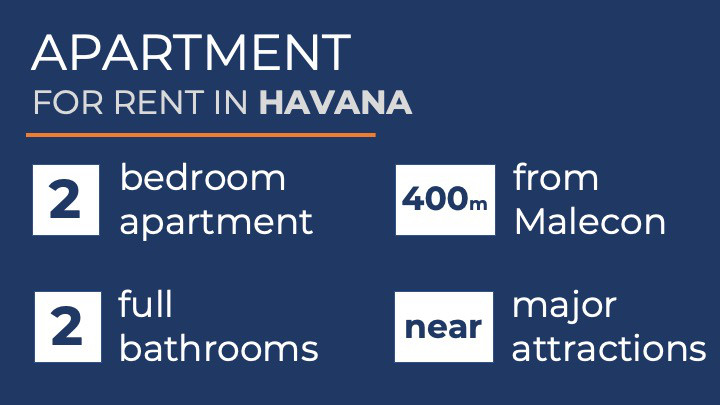 APARTMENT
FOR RENT IN HAVANA
2 bedroom
apartment
400m from
Malecon
2 full
bathrooms
near major
attractions